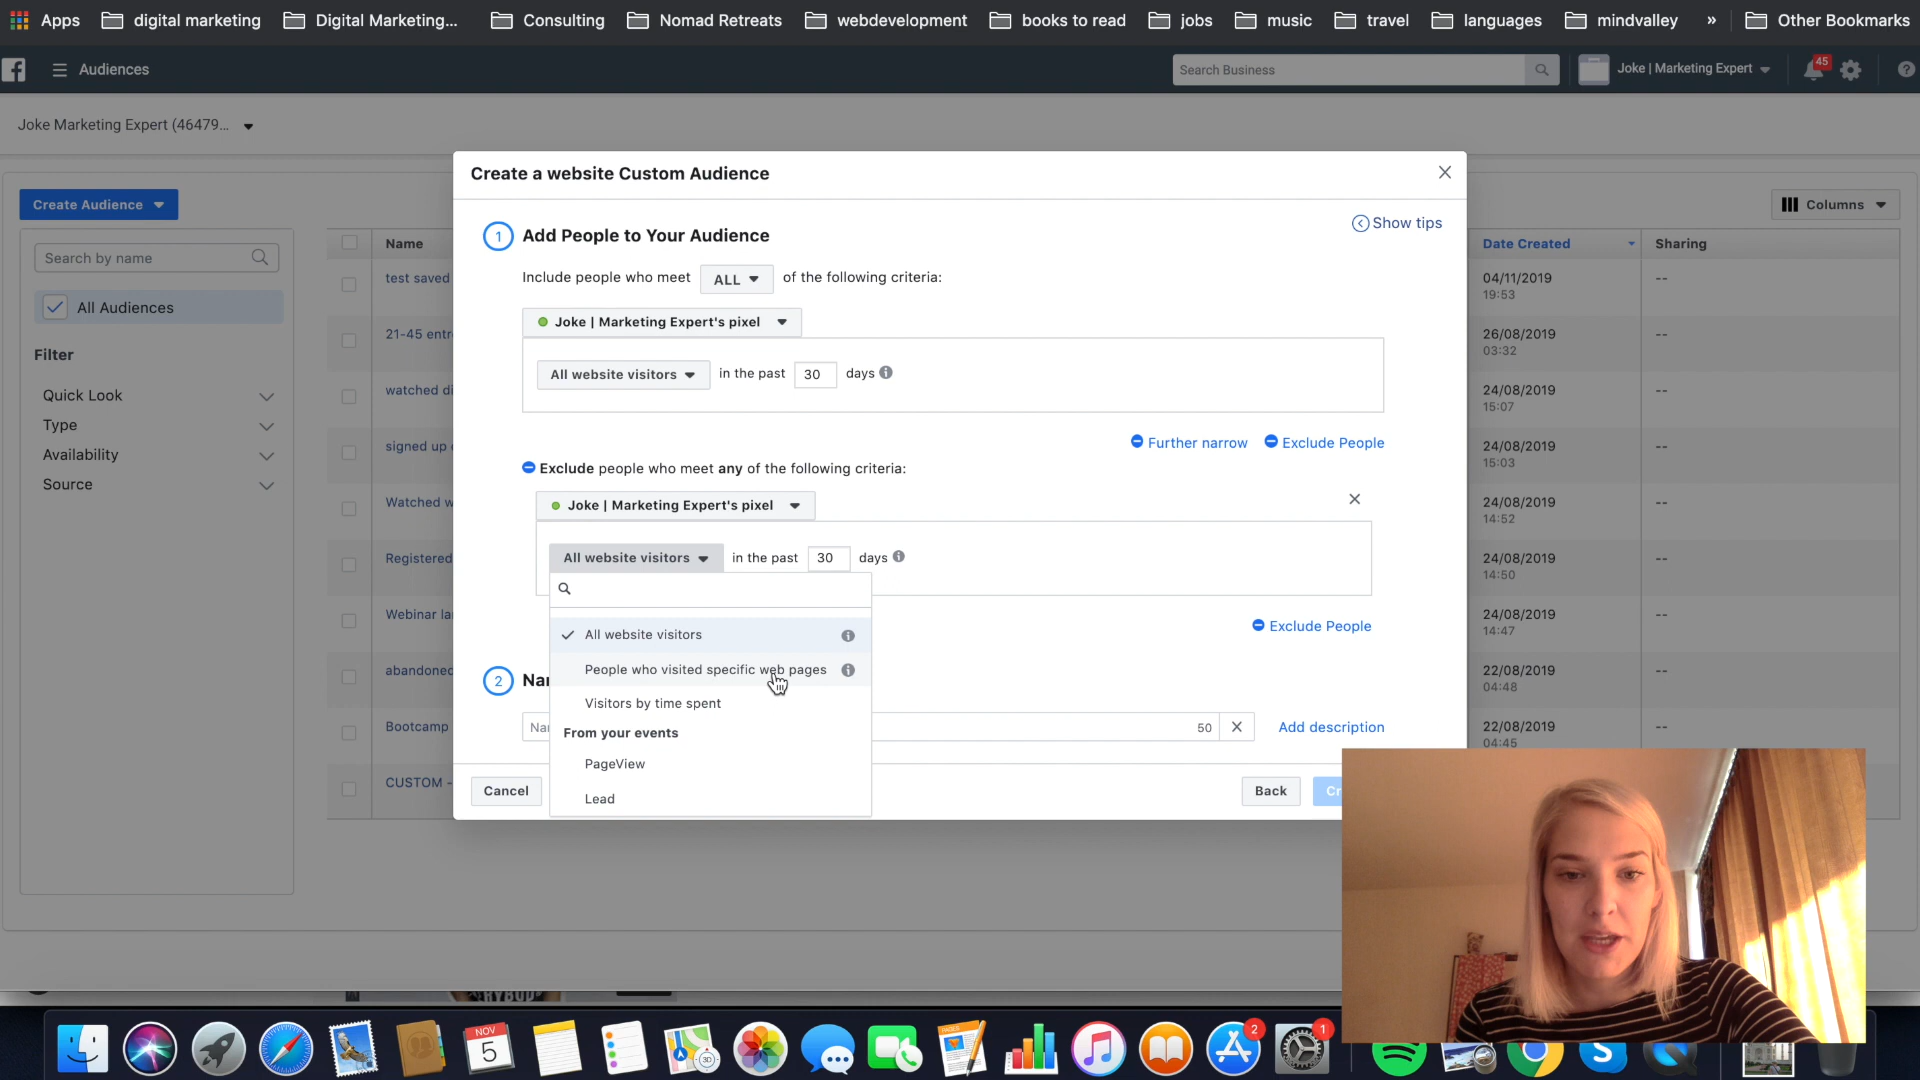 Apps digital marketing Digital Marketing... Consulting Nomad Retreats webdevelopment books to read jobs music travel languages mindvalley » Other Bookmarks
Audiences Search Business Joke | Marketing Expert 45
Joke Marketing Expert (46479...
Create a website Custom Audience
Create Audience
Columns
Show tips
1 Add People to Your Audience
Name
Date Created
Sharing
Search by name
Include people who meet ALL of the following criteria:
test saved
04/11/2019
--
19:53
All Audiences
Joke | Marketing Expert's pixel
21-45 entr
26/08/2019
--
03:32
Filter
All website visitors in the past 30 days
Quick Look
watched di
24/08/2019
--
15:07
Type
Further narrow Exclude People
signed up
24/08/2019
--
15:03
Availability
Exclude people who meet any of the following criteria:
Source
Joke | Marketing Expert's pixel
Watched w
24/08/2019
--
14:52
All website visitors in the past 30 days
Registered
24/08/2019
--
14:50
Webinar la
24/08/2019
--
14:47
Exclude People
All website visitors
People who visited specific web pages
abandoned
22/08/2019
--
04:48
2 Nar
Visitors by time spent
From your events
Nar 50 Add description
Bootcamp
22/08/2019
--
04:45
PageView
Lead
CUSTOM -
Cancel Back Cr
NOV
5
PAGES
3D
2
1